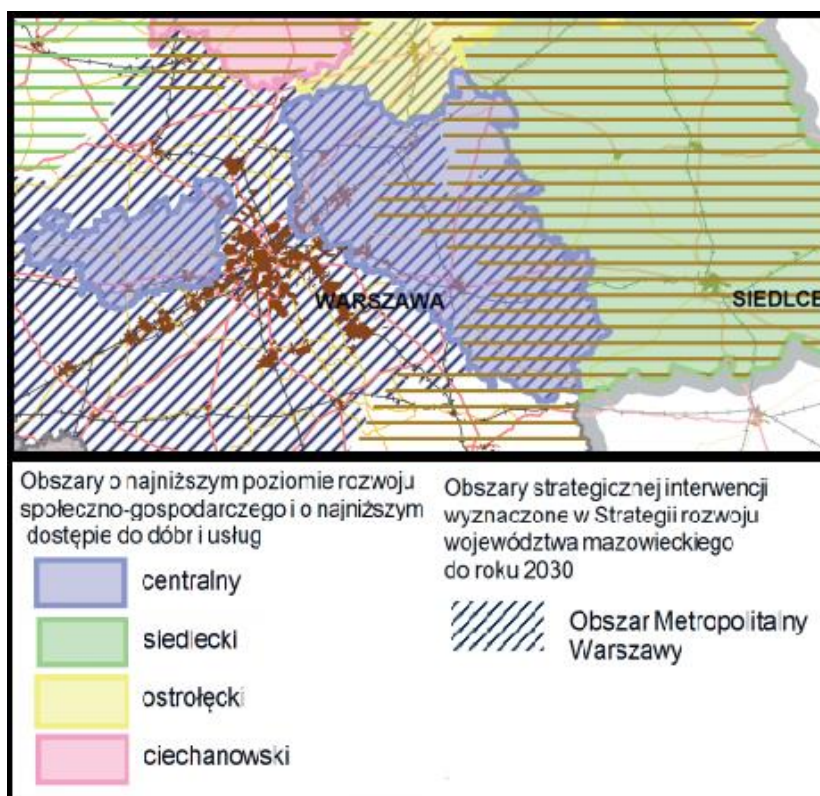 WARSZAWA
SIEDLCE
Obszary o najniższym poziomie rozwoju
społeczno-gospodarczego i o najniższym
dostępie do dóbr i usług
centralny
siedlecki
ostrołęcki
ciechanowski
Obszary strategicznej interwencji
wyznaczone w Strategii rozwoju
województwa mazowieckiego
do roku 2030
Obszar Metropolitalny
Warszawy